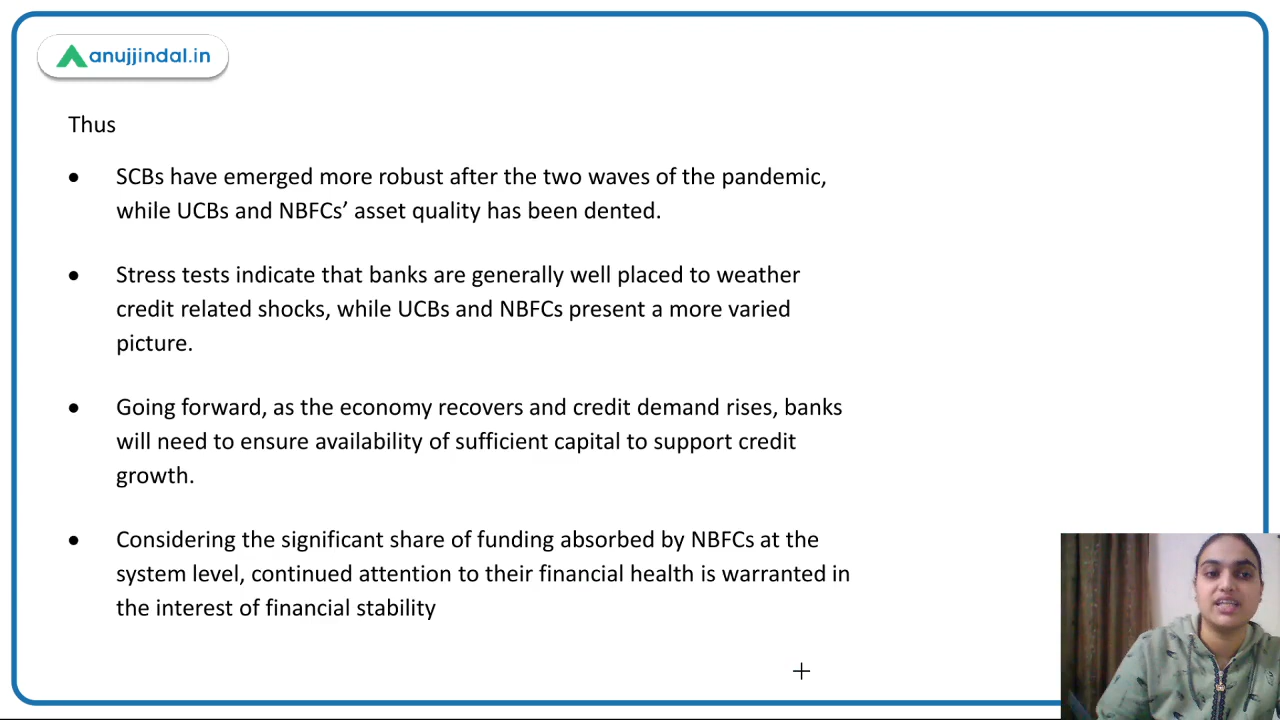 anujjindal.in
Thus
● SCBs have emerged more robust after the two waves of the pandemic,
while UCBs and NBFCs’ asset quality has been dented.
● Stress tests indicate that banks are generally well placed to weather
credit related shocks, while UCBs and NBFCs present a more varied
picture.
● Going forward, as the economy recovers and credit demand rises, banks
will need to ensure availability of sufficient capital to support credit
growth.
● Considering the significant share of funding absorbed by NBFCs at the
system level, continued attention to their financial health is warranted in
the interest of financial stability